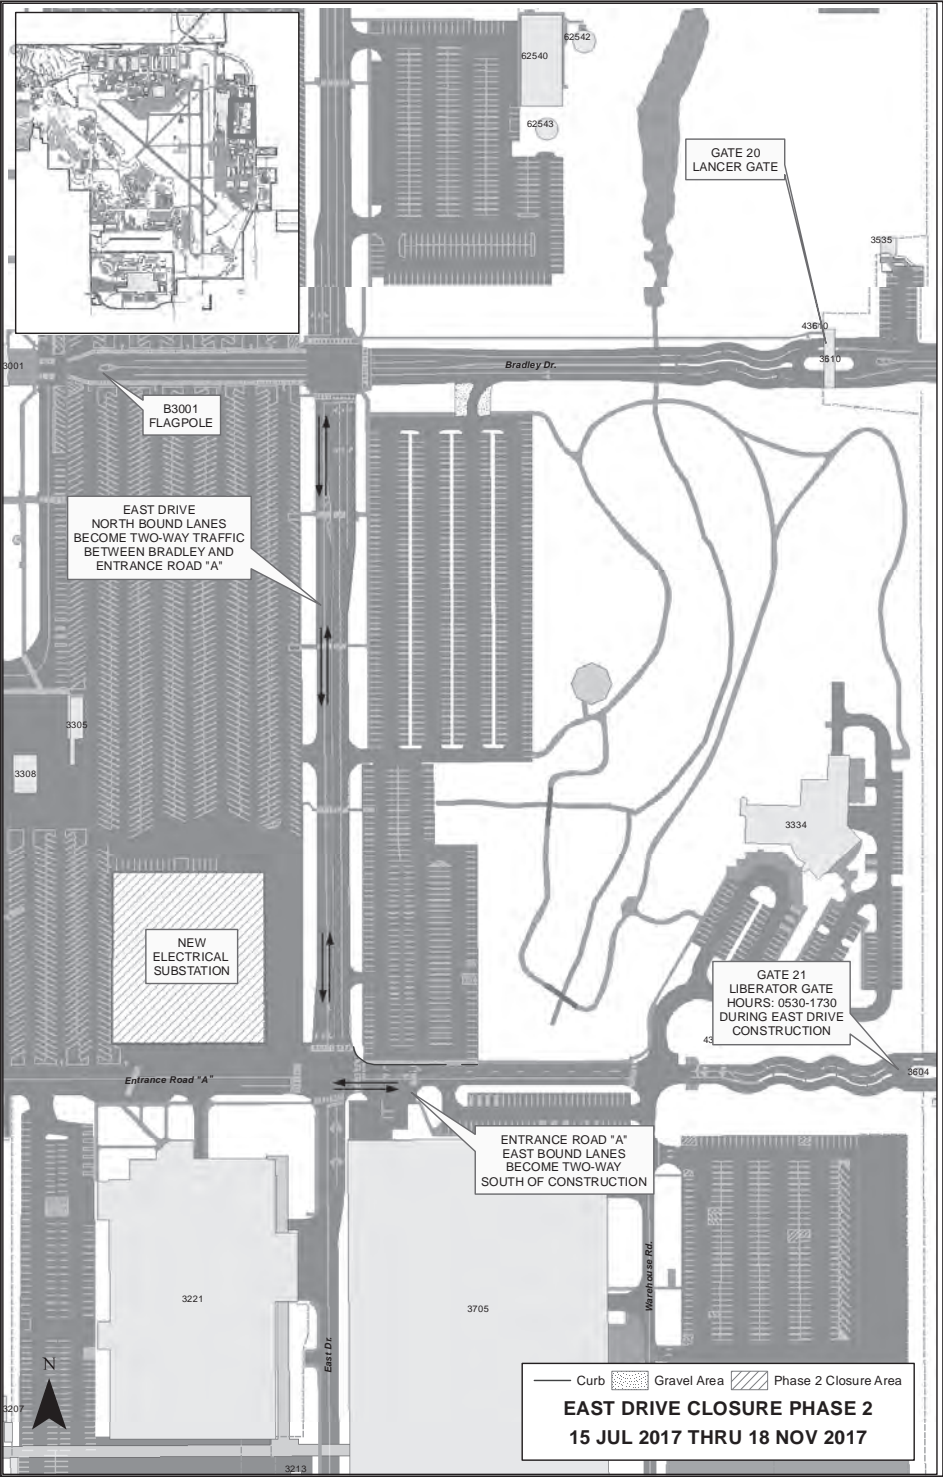 62542
62540
62543
GATE 20
LANCER GATE
3535
43610
3610
3001
Bradley Dr.
B3001
FLAGPOLE
EAST DRIVE
NORTH BOUND LANES
BECOME TWO-WAY TRAFFIC
BETWEEN BRADLEY AND
ENTRANCE ROAD "A"
3305
3308
3334
NEW
ELECTRICAL
SUBSTATION
GATE 21
LIBERATOR GATE
HOURS: 0530-1730
DURING EAST DRIVE
CONSTRUCTION
3604
Entrance Road "A"
ENTRANCE ROAD "A"
EAST BOUND LANES
BECOME TWO-WAY
SOUTH OF CONSTRUCTION
Warehouse Rd.
3221
3705
East Dr.
N
3207
3213
Curb Gravel Area Phase 2 Closure Area
EAST DRIVE CLOSURE PHASE 2
15 JUL 2017 THRU 18 NOV 2017